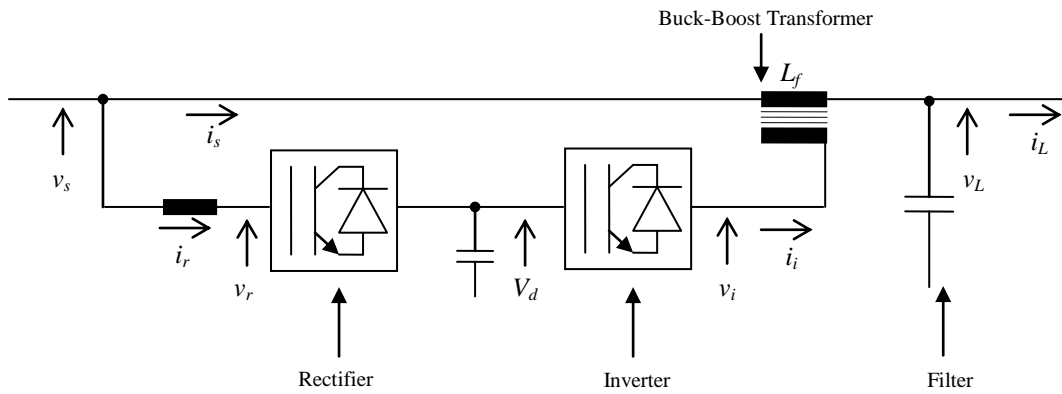 Buck-Boost Transformer
L_f
i_s
i_L
v_s
v_L
i_r
v_r
V_d
v_i
i_i
Rectifier
Inverter
Filter